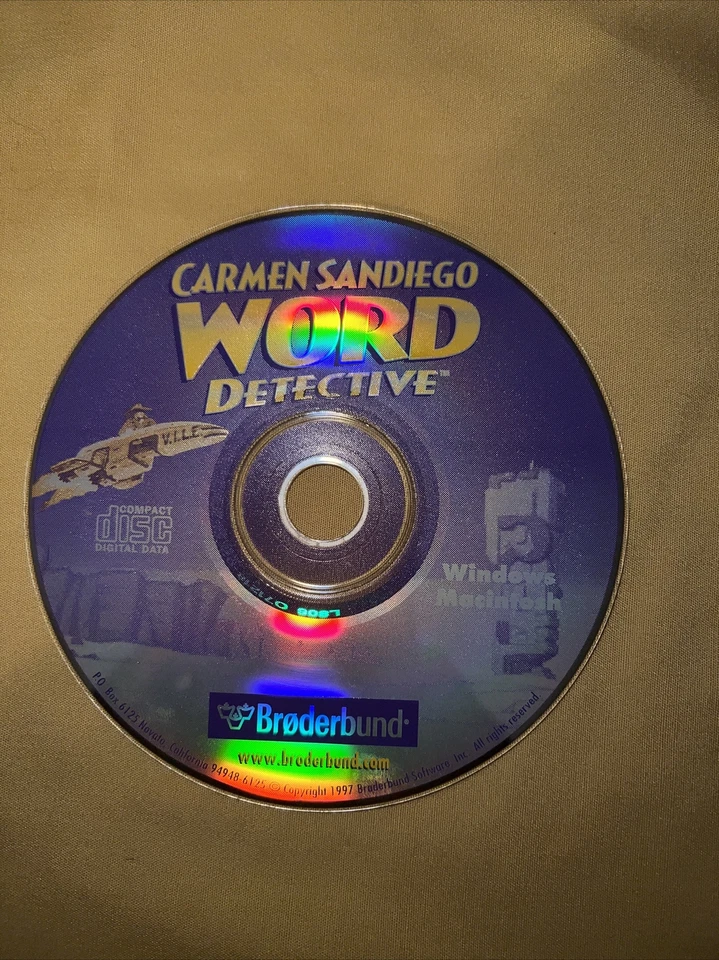 CARMEN SANDIEGO
WORD
DETECTIVE™
V.I.L.E.
COMPACT
disc
DIGITAL DATA
Windows
Macintosh
Brøderbund®
www.broderbund.com
P.O. Box 6125 Novato, California 94948-6125 © Copyright 1997 Brøderbund Software, Inc. All rights reserved